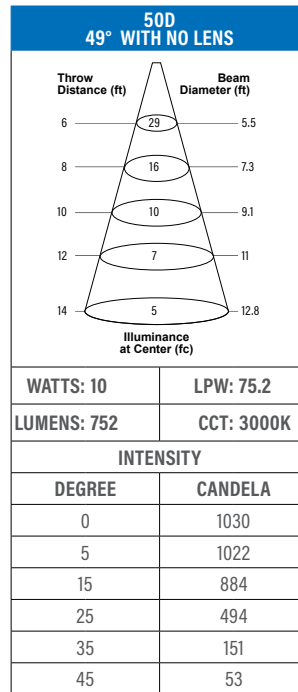 50D
49° WITH NO LENS
Throw Distance (ft)
Beam Diameter (ft)
6 29 5.5
8 16 7.3
10 10 9.1
12 7 11
14 5 12.8
Illuminance at Center (fc)
WATTS: 10 LPW: 75.2
LUMENS: 752 CCT: 3000K
INTENSITY
DEGREE CANDELA
0 1030
5 1022
15 884
25 494
35 151
45 53